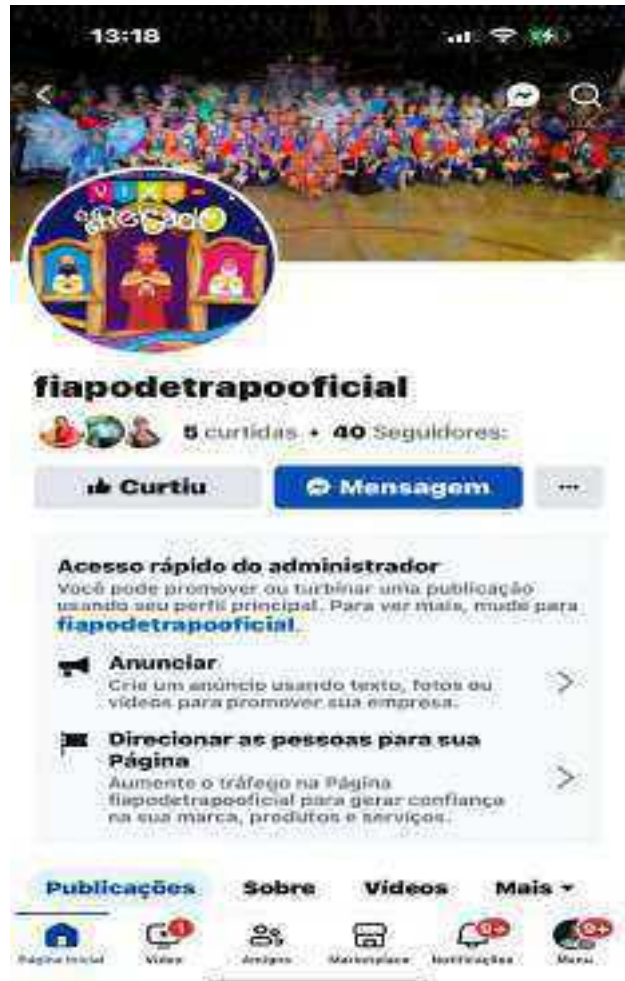 13:18
fiapodetrapooficial
5 curtidas • 40 Seguidores
Curtiu
Mensagem
Acesso rápido do administrador
Você pode promover ou turbinar uma publicação
usando seu perfil principal. Para ver mais, mude para
fiapodetrapooficial.
Anunciar
Crie um anúncio usando texto, fotos ou
vídeos para promover sua empresa.
Direcionar as pessoas para sua
Página
Aumente o tráfego na Página
fiapodetrapooficial para gerar confiança
na sua marca, produtos e serviços.
Publicações Sobre Vídeos Mais
1 9+ 9+
Página inicial Vídeo Amigos Marketplace Notificações Menu